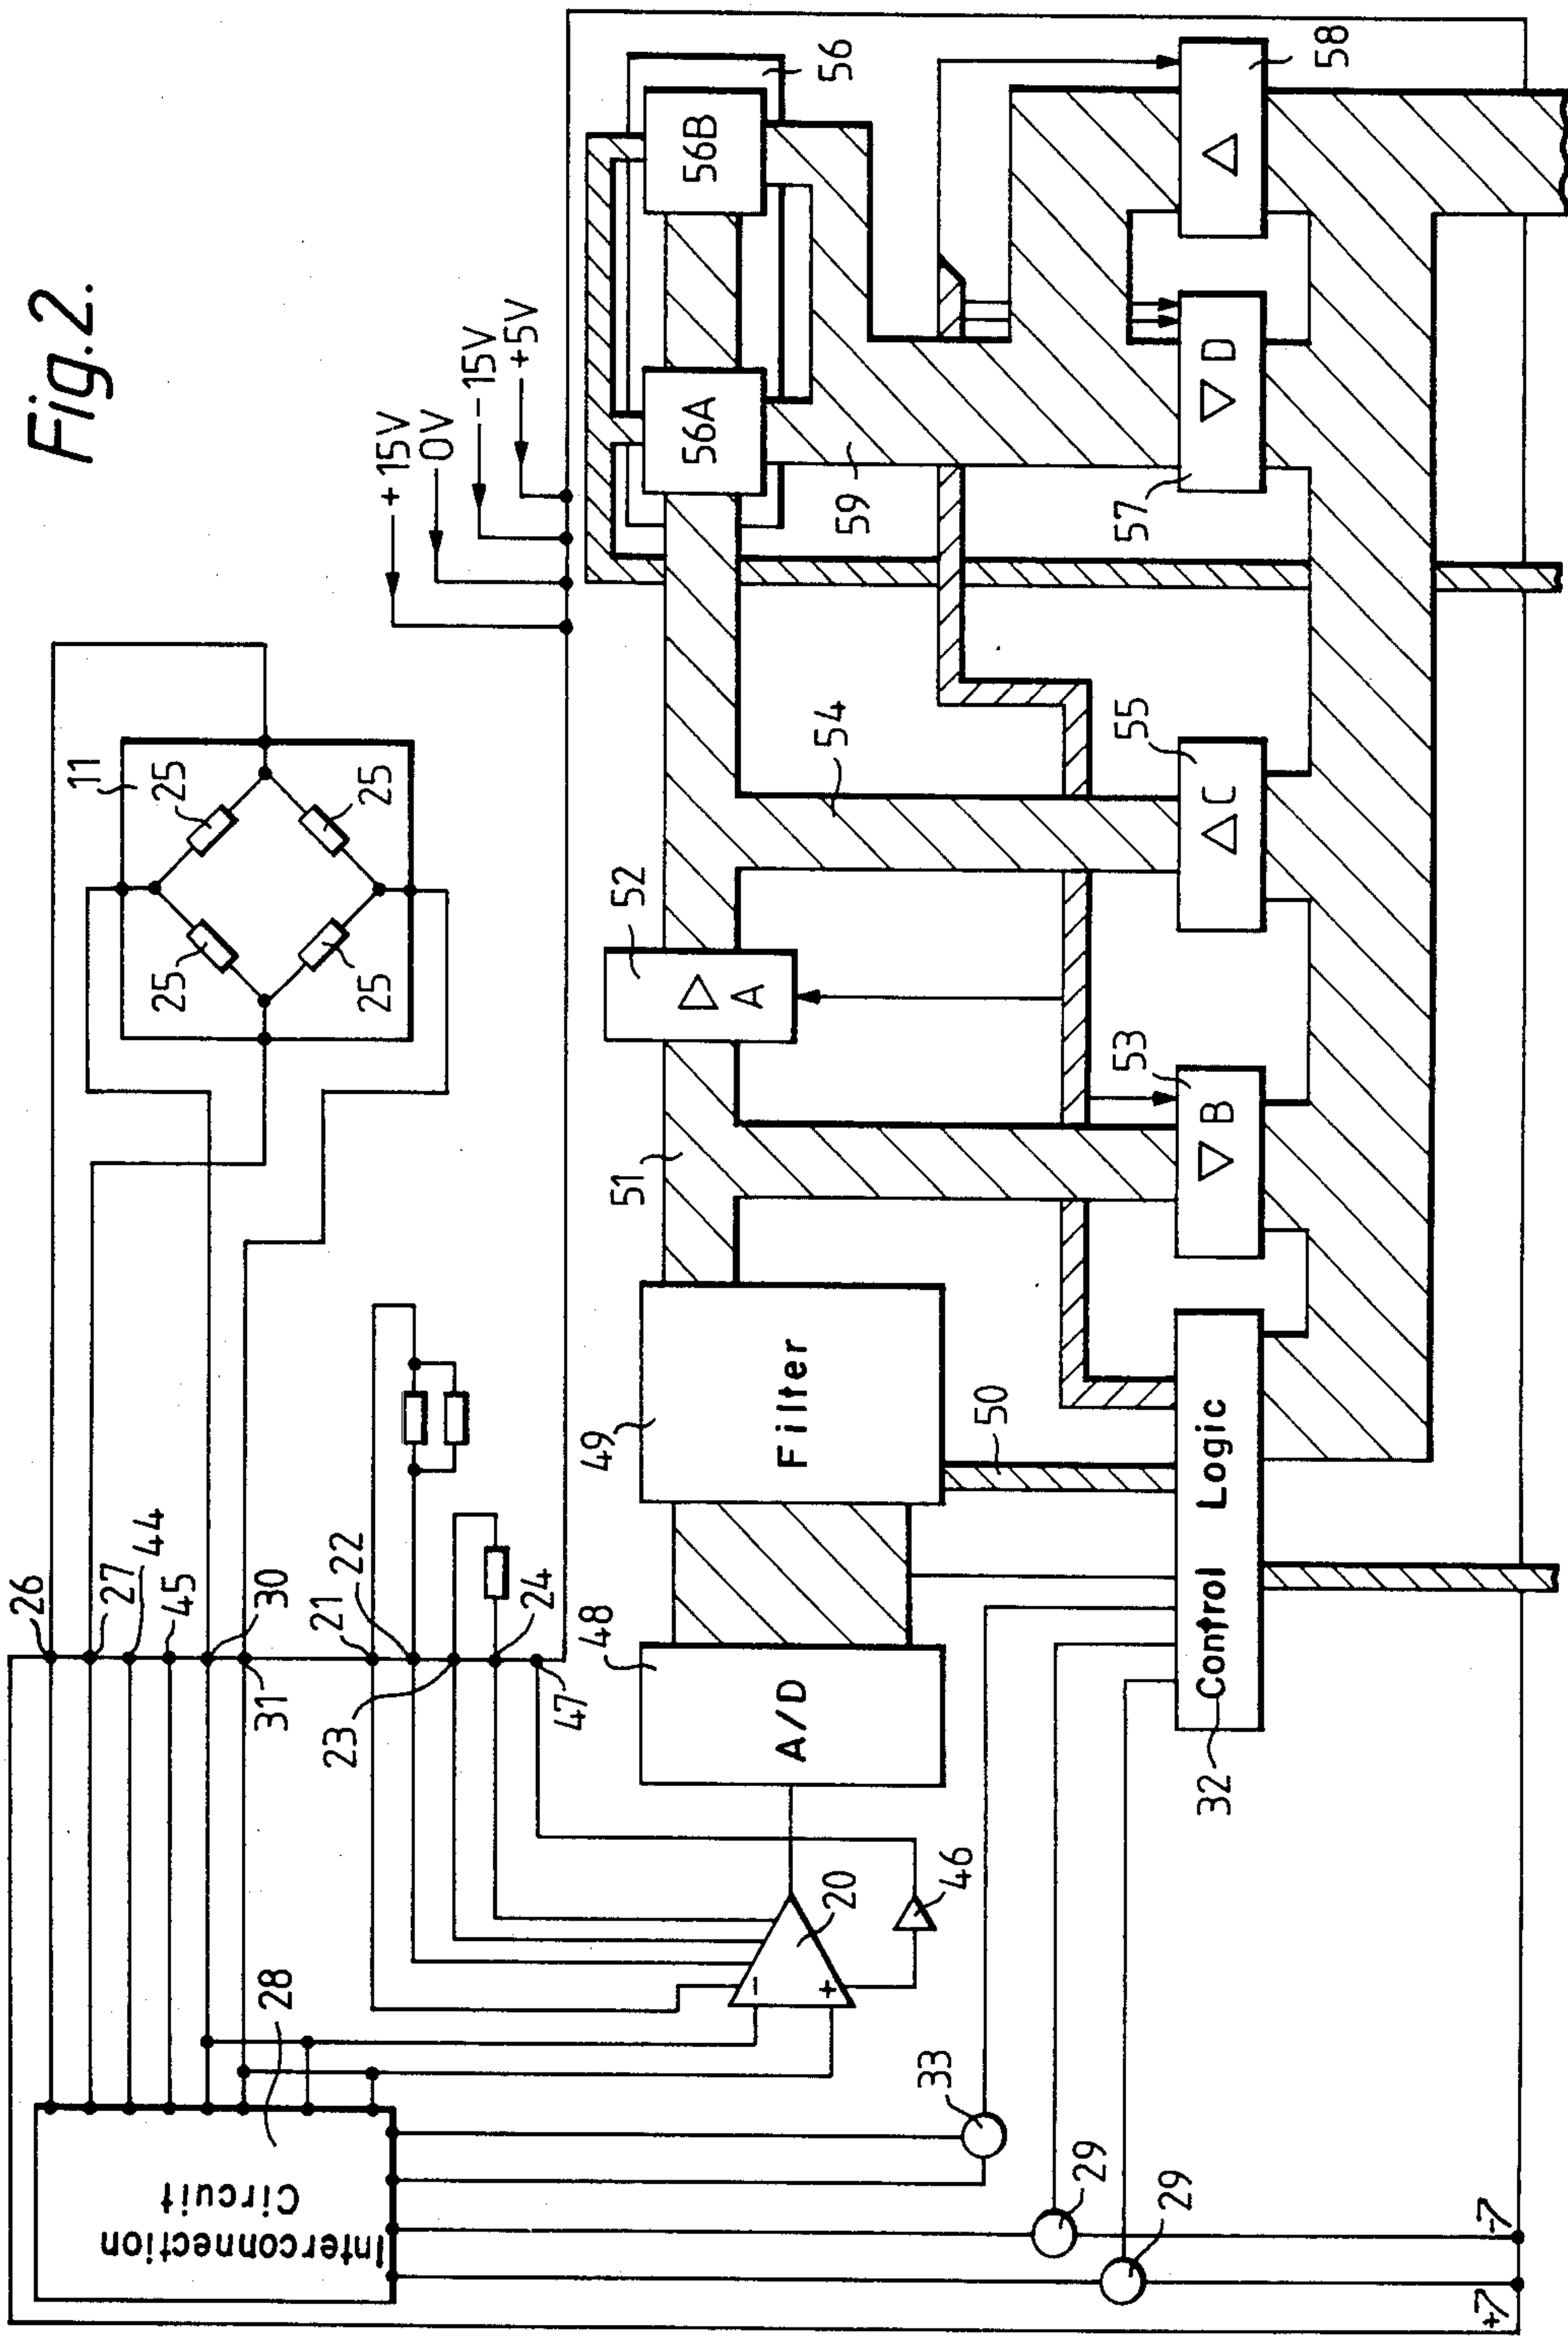 Fig.2.
26
27
44
45
30
31
21
22
23
24
47
11
25
25
25
25
+15V
0V
-15V
+5V
Interconnection
Circuit
28
20
-
+
46
33
29
29
+7
-7
48
A/D
49
Filter
50
51
52
A
53
B
54
55
C
56
56A
56B
57
D
58
59
Control Logic
32